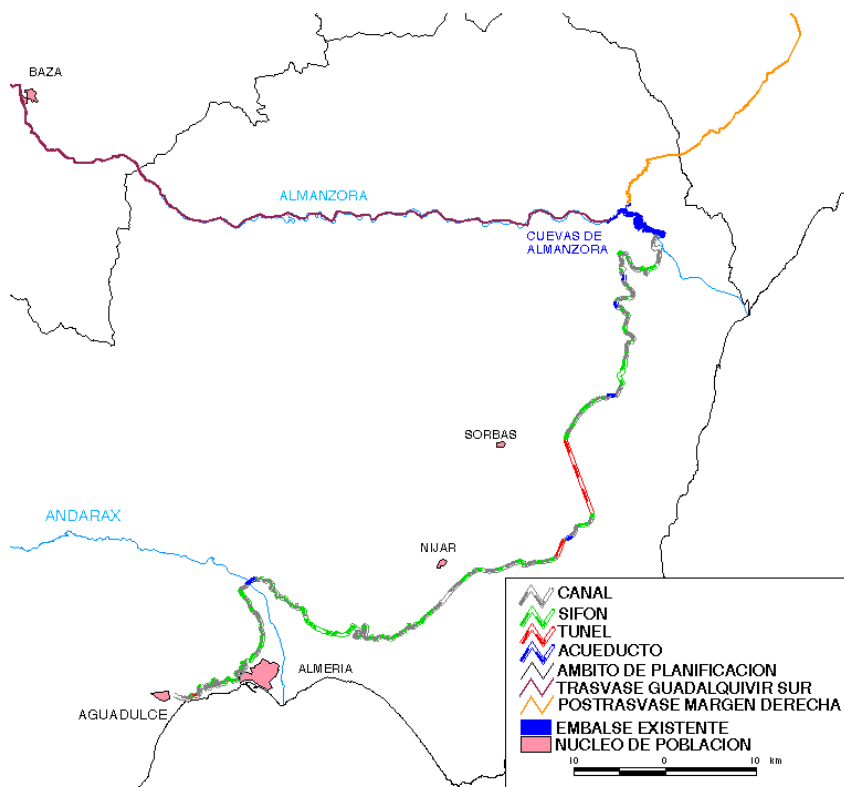 BAZA
ALMANZORA
CUEVAS DE
ALMANZORA
SORBAS
ANDARAX
NIJAR
ALMERIA
AGUADULCE
CANAL
SIFON
TUNEL
ACUEDUCTO
AMBITO DE PLANIFICACION
TRASVASE GUADALQUIVIR SUR
POSTRASVASE MARGEN DERECHA
EMBALSE EXISTENTE
NUCLEO DE POBLACION
10 0 10 km